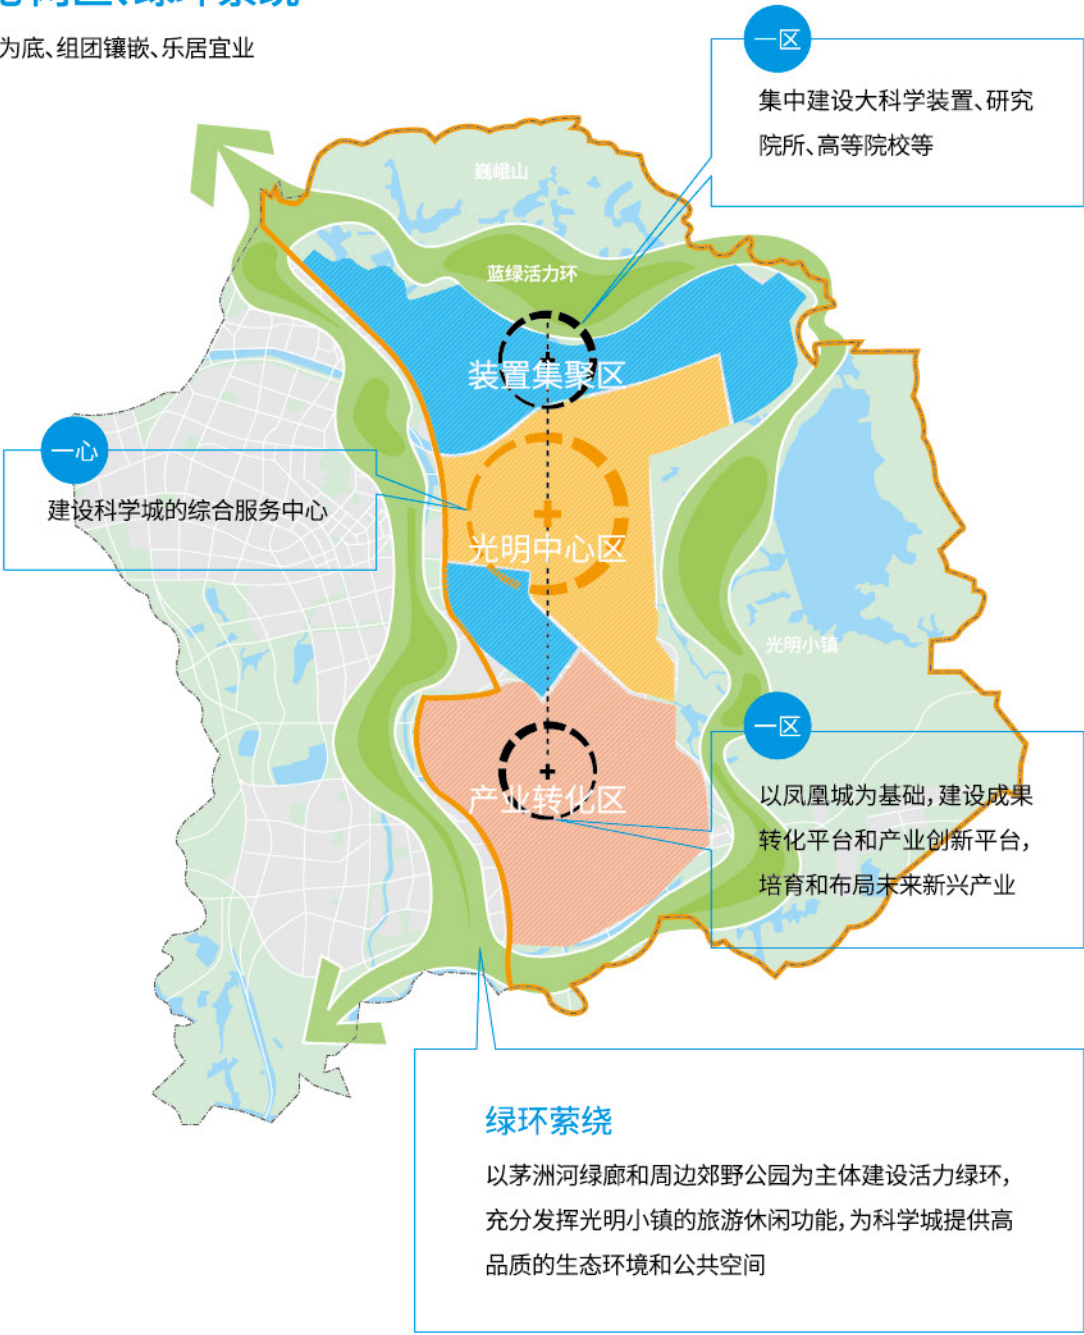 为底、组团镶嵌、乐居宜业
一区
集中建设大科学装置、研究
院所、高等院校等
巍峨山
蓝绿活力环
装置集聚区
一心
建设科学城的综合服务中心
光明中心区
光明小镇
一区
以凤凰城为基础，建设成果
转化平台和产业创新平台，
培育和布局未来新兴产业
产业转化区
绿环萦绕
以茅洲河绿廊和周边郊野公园为主体建设活力绿环，
充分发挥光明小镇的旅游休闲功能，为科学城提供高
品质的生态环境和公共空间